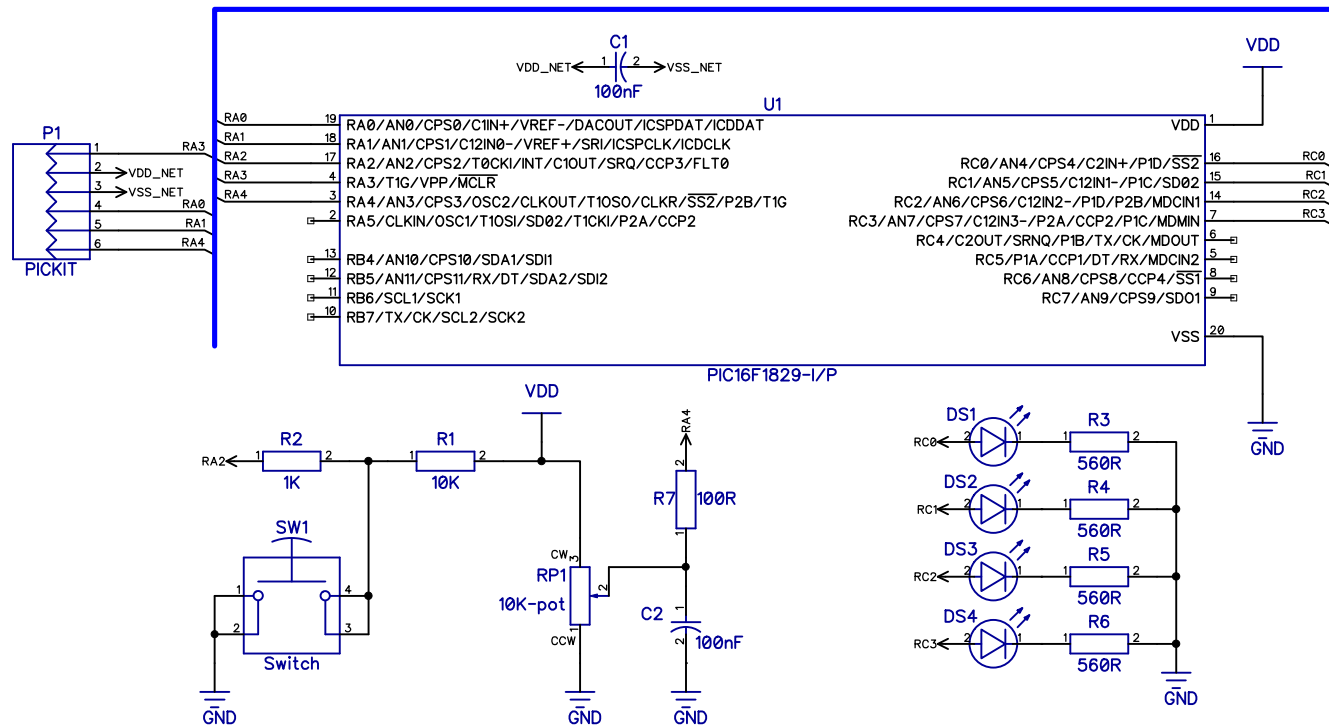 C1
VDD_NET 1 2 VSS_NET
100nF
VDD
U1
P1
PICKIT
1 RA3
2 VDD_NET
3 VSS_NET
4 RA0
5 RA1
6 RA4
RA0 19 RA0/AN0/CPS0/C1IN+/VREF-/DACOUT/ICSPDAT/ICDDAT
RA1 18 RA1/AN1/CPS1/C12IN0-/VREF+/SRI/ICSPCLK/ICDCLK
RA2 17 RA2/AN2/CPS2/T0CKI/INT/C1OUT/SRQ/CCP3/FLT0
RA3 4 RA3/T1G/VPP/MCLR
RA4 3 RA4/AN3/CPS3/OSC2/CLKOUT/T1OSO/CLKR/SS2/P2B/T1G
2 RA5/CLKIN/OSC1/T1OSI/SD02/T1CKI/P2A/CCP2
13 RB4/AN10/CPS10/SDA1/SDI1
12 RB5/AN11/CPS11/RX/DT/SDA2/SDI2
11 RB6/SCL1/SCK1
10 RB7/TX/CK/SCL2/SCK2
VDD 1
RC0/AN4/CPS4/C2IN+/P1D/SS2 16 RC0
RC1/AN5/CPS5/C12IN1-/P1C/SD02 15 RC1
RC2/AN6/CPS6/C12IN2-/P1D/P2B/MDCIN1 14 RC2
RC3/AN7/CPS7/C12IN3-/P2A/CCP2/P1C/MDMIN 7 RC3
RC4/C2OUT/SRNQ/P1B/TX/CK/MDOUT 6
RC5/P1A/CCP1/DT/RX/MDCIN2 5
RC6/AN8/CPS8/CCP4/SS1 8
RC7/AN9/CPS9/SDO1 9
VSS 20
PIC16F1829-I/P
GND
VDD
R2
RA2 1 2
1K
R1
1 2
10K
SW1
1 4
2 3
Switch
GND
CW 3
RP1
2
10K-pot
CCW 1
GND
RA4
2
R7 100R
1
1
C2
100nF
2
GND
DS1 R3
RC0 2 1 1 2
560R
DS2 R4
RC1 2 1 1 2
560R
DS3 R5
RC2 2 1 1 2
560R
DS4 R6
RC3 2 1 1 2
560R
GND